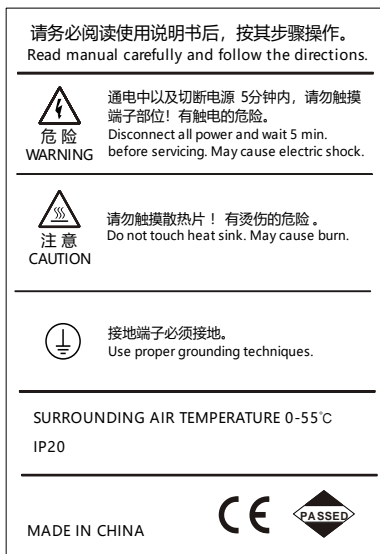 请务必阅读使用说明书后，按其步骤操作。
Read manual carefully and follow the directions.
通电中以及切断电源 5分钟内，请勿触摸
端子部位！有触电的危险。
危 险
WARNING
Disconnect all power and wait 5 min.
before servicing. May cause electric shock.
请勿触摸散热片 ！ 有烫伤的危险 。
Do not touch heat sink. May cause burn.
注 意
CAUTION
接地端子必须接地。
Use proper grounding techniques.
SURROUNDING AIR TEMPERATURE 0-55℃
IP20
MADE IN CHINA
CE
PASSED